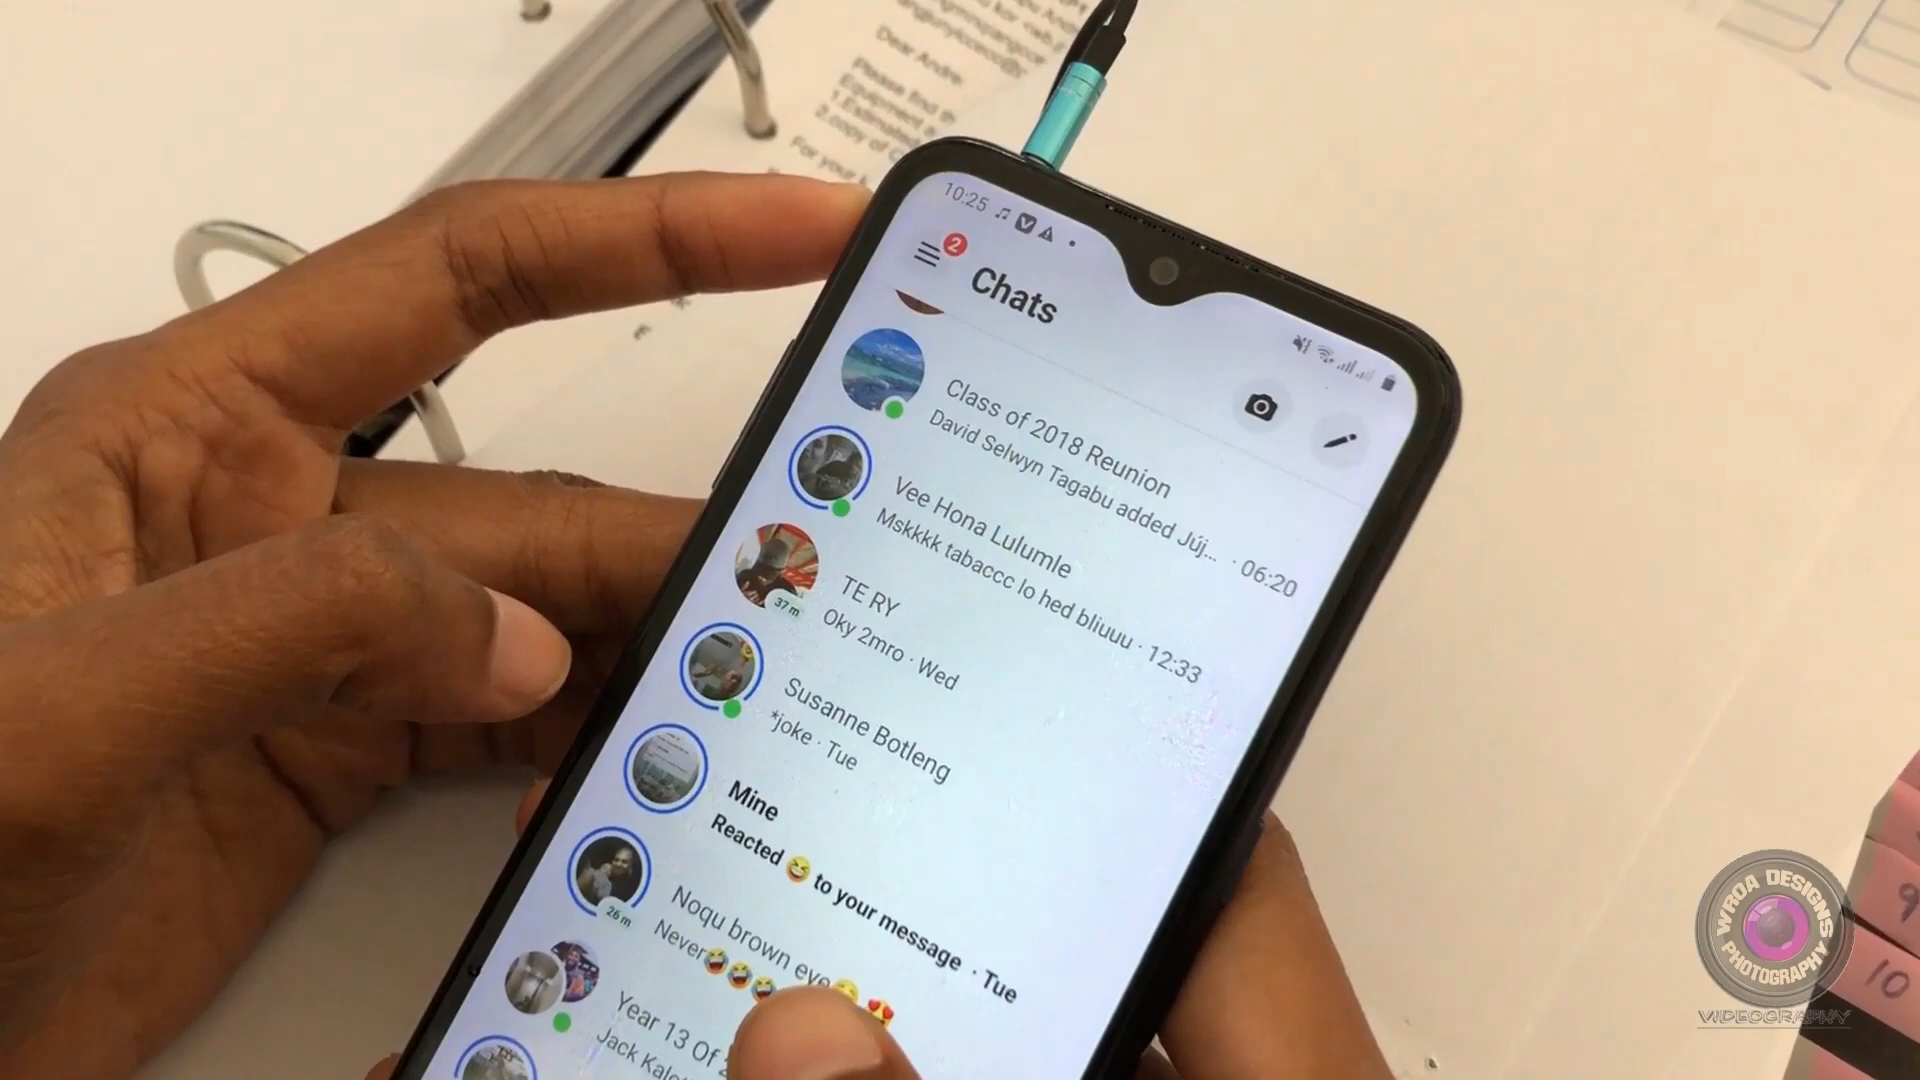 Dear Andre
Please find th
Equipment
1.Estimated
2.copy of
For your
10:25
2
Chats
Class of 2018 Reunion
David Selwyn Tagabu added Júj... · 06:20
Vee Hona Lulumle
Mskkkk tabaccc lo hed bliuuu · 12:33
TE RY
Oky 2mro · Wed
37 m
Susanne Botleng
*joke · Tue
Mine
Reacted 😆 to your message · Tue
Noqu brown eye
Never😂😂😂
26 m
Year 13 Of
Jack
WROA DESIGNS
PHOTOGRAPHY
VIDEOGRAPHY
9
10